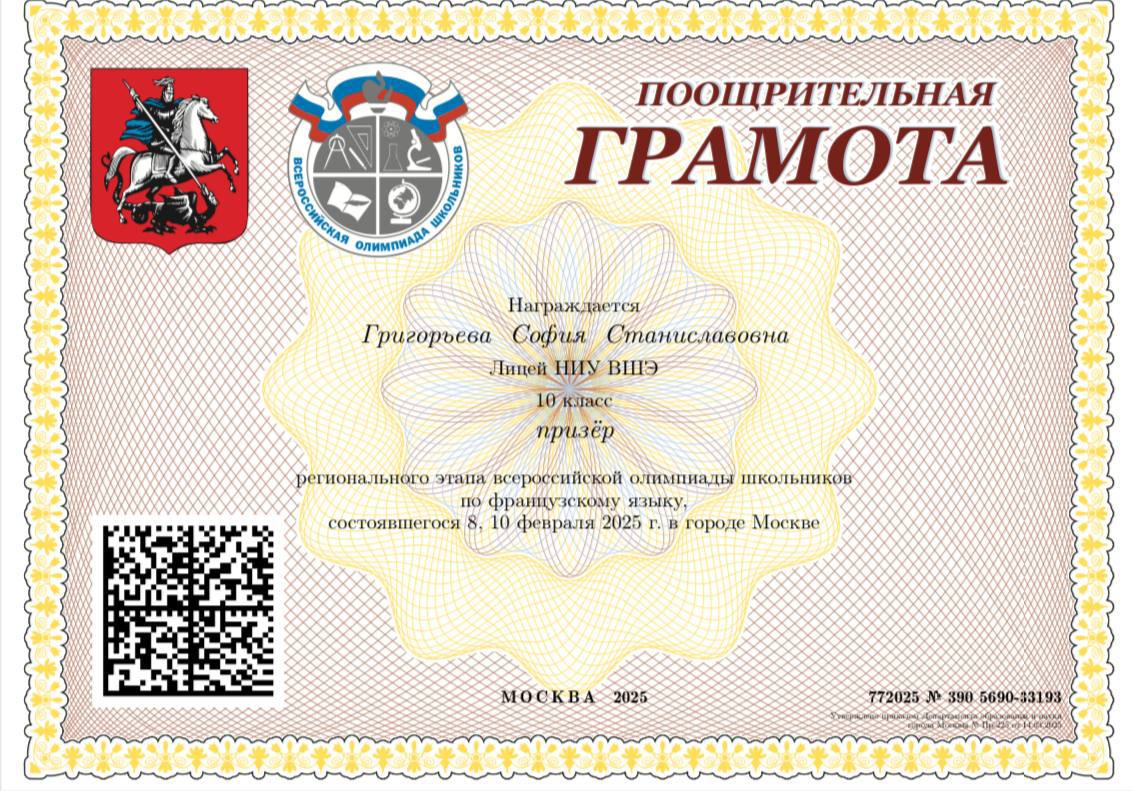 ВСЕРОССИЙСКАЯ ОЛИМПИАДА ШКОЛЬНИКОВ
ПООЩРИТЕЛЬНАЯ
ГРАМОТА
Награждается
Григорьева София Станиславовна
Лицей НИУ ВШЭ
10 класс
призёр
регионального этапа всероссийской олимпиады школьников
по французскому языку,
состоявшегося 8, 10 февраля 2025 г. в городе Москве
МОСКВА 2025
772025 № 390 5690-33193
Утверждено приказом Департамента образования и науки
города Москвы №